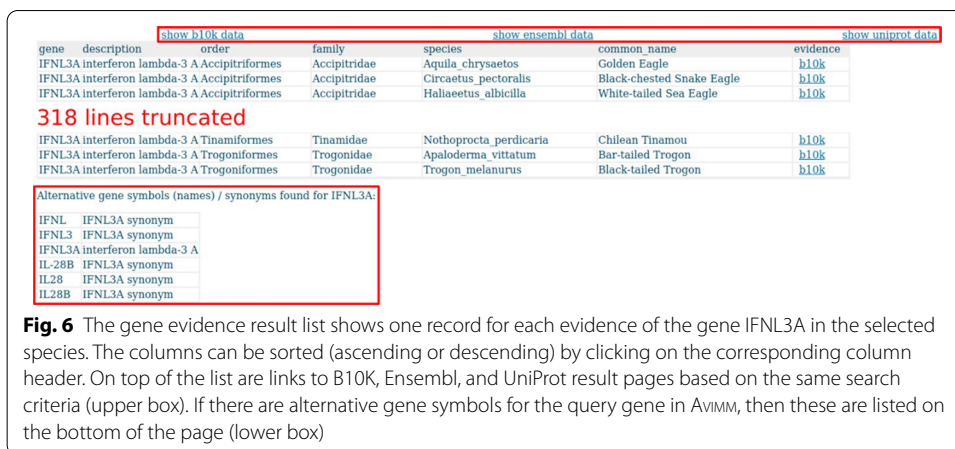 show b10k data show ensembl data show uniprot data
gene description order family species common_name evidence
IFNL3A interferon lambda-3 A Accipitriformes Accipitridae Aquila_chrysaetos Golden Eagle b10k
IFNL3A interferon lambda-3 A Accipitriformes Accipitridae Circaetus_pectoralis Black-chested Snake Eagle b10k
IFNL3A interferon lambda-3 A Accipitriformes Accipitridae Haliaeetus_albicilla White-tailed Sea Eagle b10k
318 lines truncated
IFNL3A interferon lambda-3 A Tinamiformes Tinamidae Nothoprocta_perdicaria Chilean Tinamou b10k
IFNL3A interferon lambda-3 A Trogoniformes Trogonidae Apaloderma_vittatum Bar-tailed Trogon b10k
IFNL3A interferon lambda-3 A Trogoniformes Trogonidae Trogon_melanurus Black-tailed Trogon b10k
Alternative gene symbols (names) / synonyms found for IFNL3A:
IFNL IFNL3A synonym
IFNL3 IFNL3A synonym
IFNL3A interferon lambda-3 A
IL-28B IFNL3A synonym
IL28 IFNL3A synonym
IL28B IFNL3A synonym
Fig. 6 The gene evidence result list shows one record for each evidence of the gene IFNL3A in the selected
species. The columns can be sorted (ascending or descending) by clicking on the corresponding column
header. On top of the list are links to B10K, Ensembl, and UniProt result pages based on the same search
criteria (upper box). If there are alternative gene symbols for the query gene in AVIMM, then these are listed on
the bottom of the page (lower box)